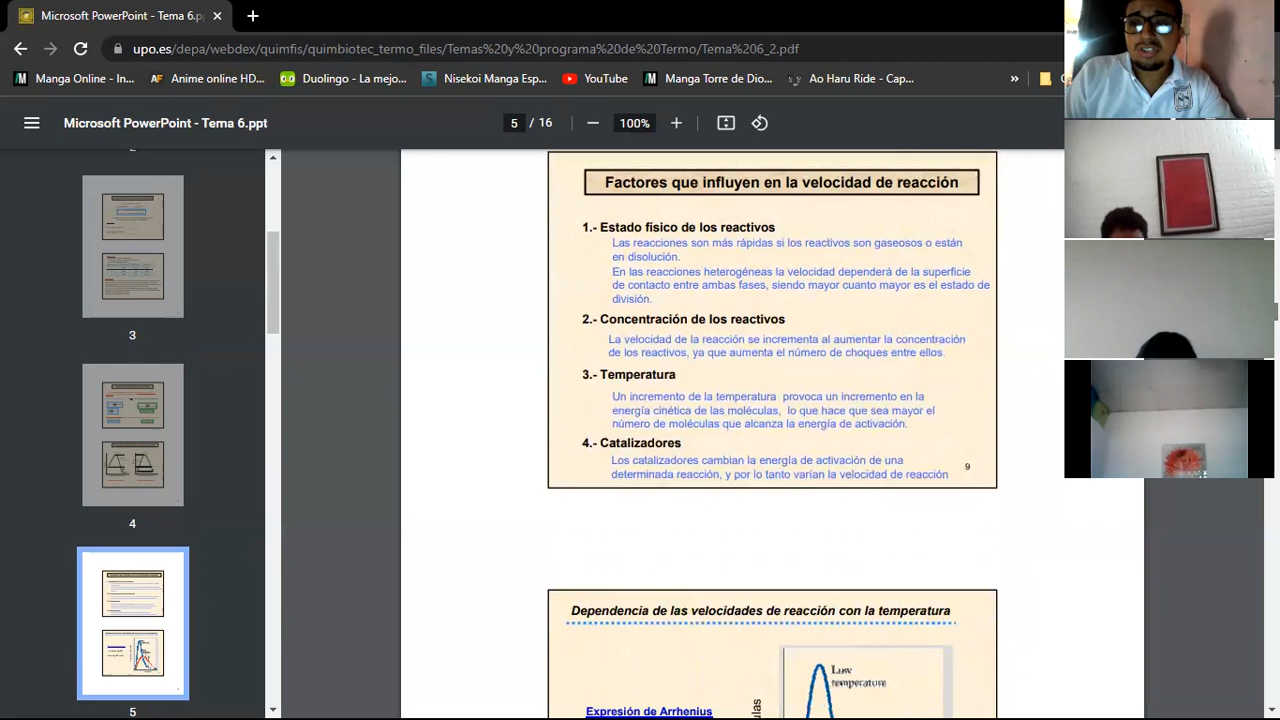 Microsoft PowerPoint - Tema 6.p
upo.es/depa/webdex/quimfis/quimbiotec_termo_files/Temas%20y%20programa%20de%20Termo/Tema%206_2.pdf
Manga Online - In...
Anime online HD...
Duolingo - La mejo...
Nisekoi Manga Esp...
YouTube
Manga Torre de Dio...
Ao Haru Ride - Cap...
»
Microsoft PowerPoint - Tema 6.ppt
5 / 16
100%
3
4
5
Factores que influyen en la velocidad de reacción
1.- Estado físico de los reactivos
Las reacciones son más rápidas si los reactivos son gaseosos o están
en disolución.
En las reacciones heterogéneas la velocidad dependerá de la superficie
de contacto entre ambas fases, siendo mayor cuanto mayor es el estado de
división.
2.- Concentración de los reactivos
La velocidad de la reacción se incrementa al aumentar la concentración
de los reactivos, ya que aumenta el número de choques entre ellos.
3.- Temperatura
Un incremento de la temperatura provoca un incremento en la
energía cinética de las moléculas, lo que hace que sea mayor el
número de moléculas que alcanza la energía de activación.
4.- Catalizadores
Los catalizadores cambian la energía de activación de una
determinada reacción, y por lo tanto varían la velocidad de reacción
9
Dependencia de las velocidades de reacción con la temperatura
Low
temperature
Expresión de Arrhenius